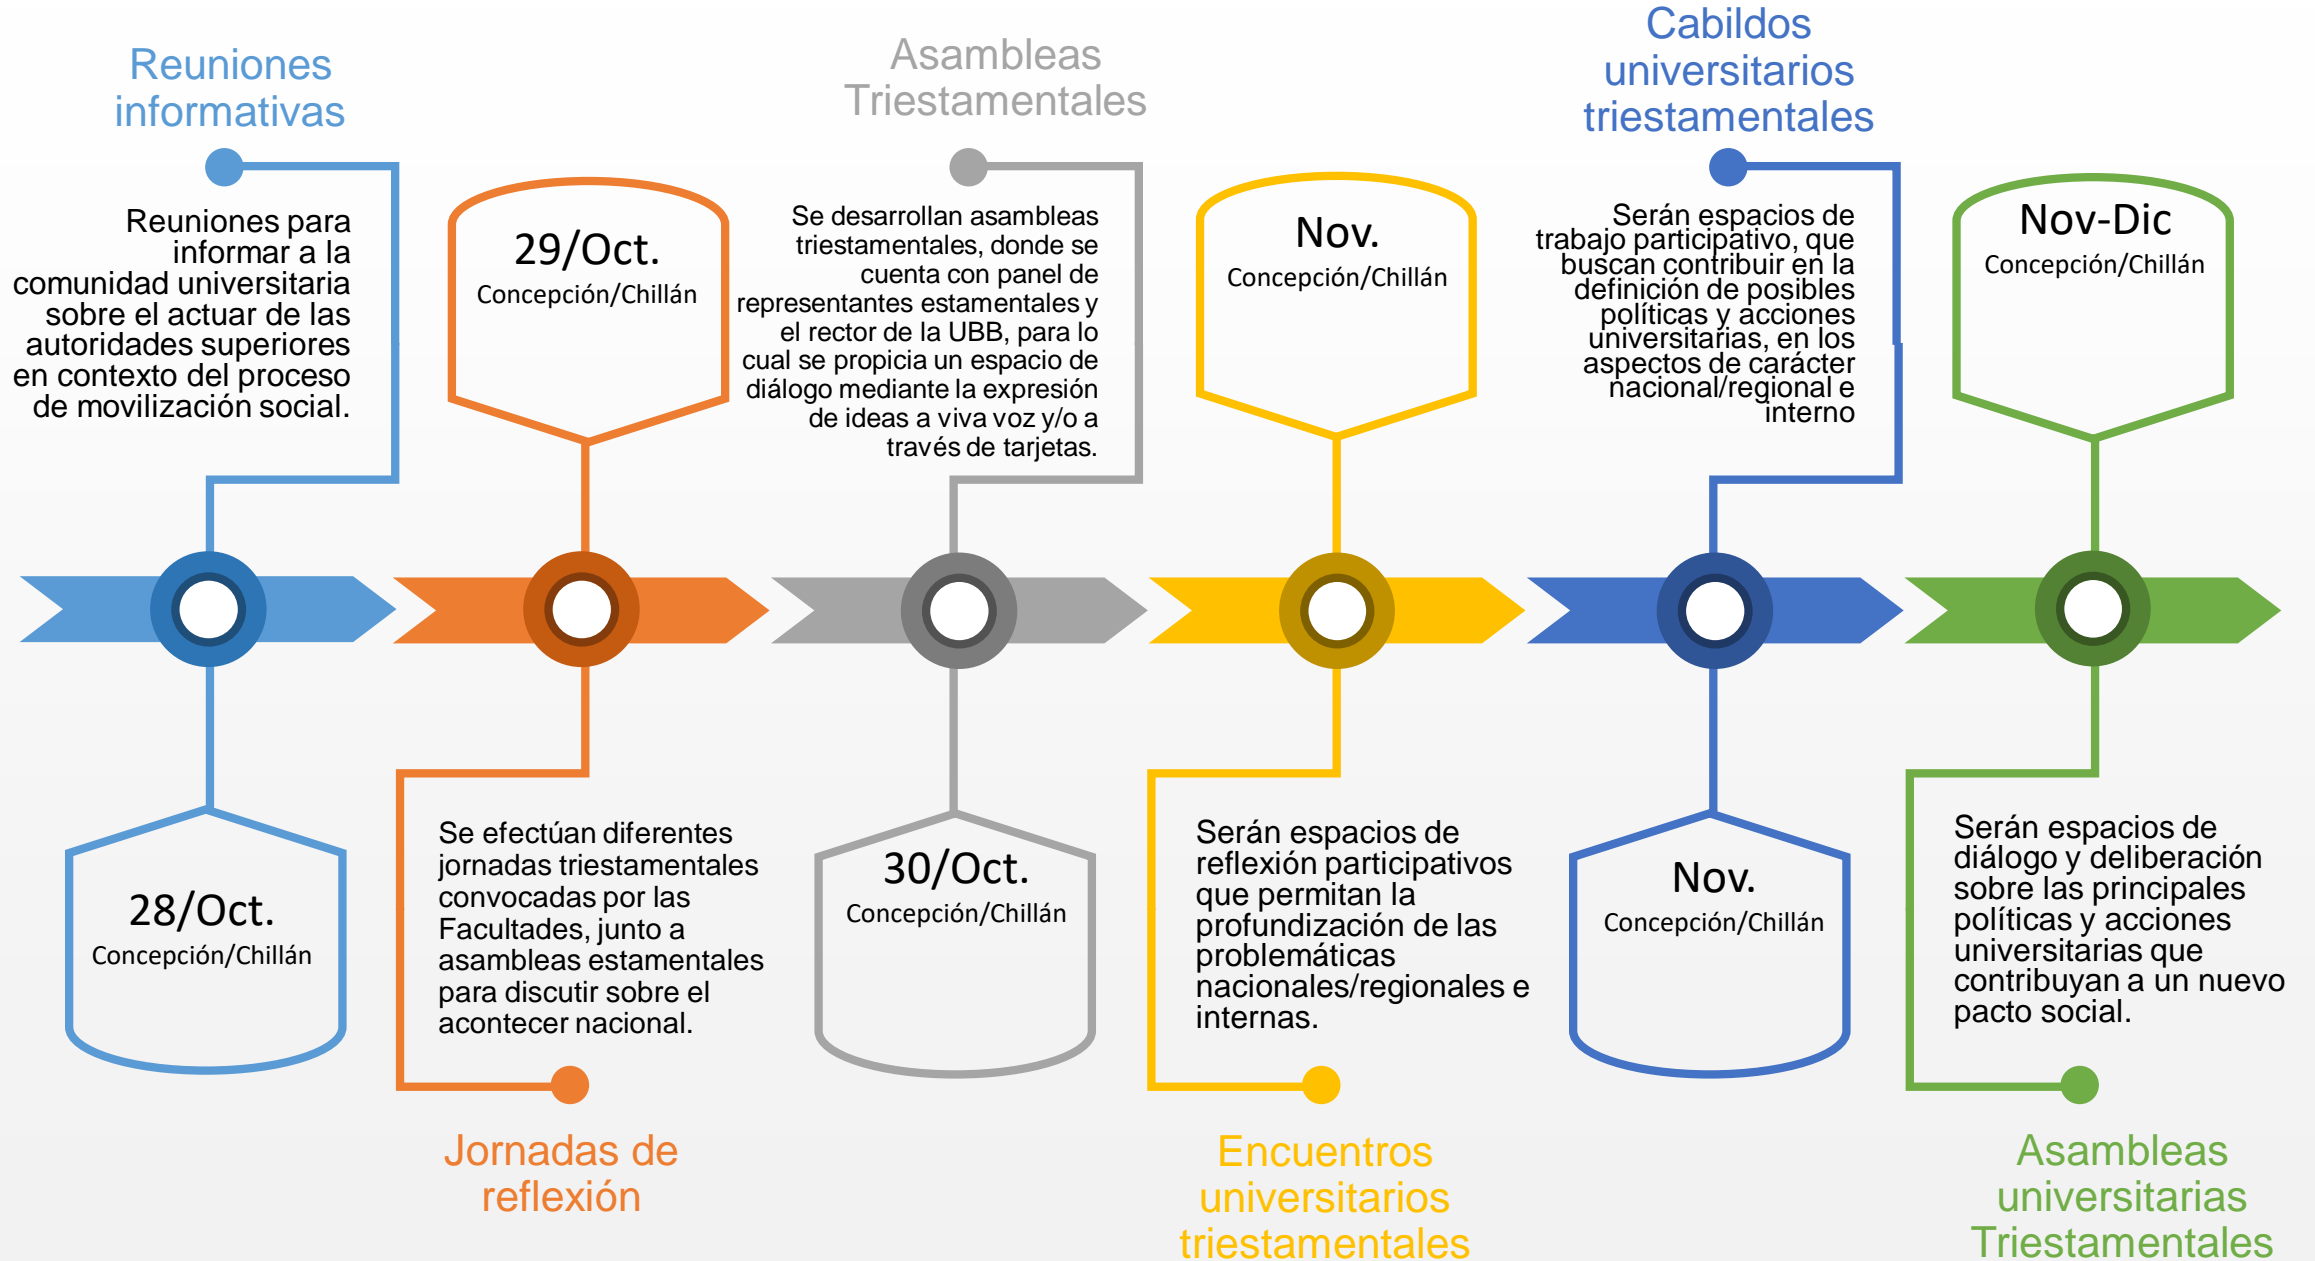 Reuniones
informativas
Reuniones para
informar a la
comunidad universitaria
sobre el actuar de las
autoridades superiores
en contexto del proceso
de movilización social.
28/Oct.
Concepción/Chillán
29/Oct.
Concepción/Chillán
Se efectúan diferentes
jornadas triestamentales
convocadas por las
Facultades, junto a
asambleas estamentales
para discutir sobre el
acontecer nacional.
Jornadas de
reflexión
Asambleas
Triestamentales
Se desarrollan asambleas
triestamentales, donde se
cuenta con panel de
representantes estamentales y
el rector de la UBB, para lo
cual se propicia un espacio de
diálogo mediante la expresión
de ideas a viva voz y/o a
través de tarjetas.
30/Oct.
Concepción/Chillán
Nov.
Concepción/Chillán
Serán espacios de
reflexión participativos
que permitan la
profundización de las
problemáticas
nacionales/regionales e
internas.
Encuentros
universitarios
triestamentales
Cabildos
universitarios
triestamentales
Serán espacios de
trabajo participativo, que
buscan contribuir en la
definición de posibles
políticas y acciones
universitarias, en los
aspectos de carácter
nacional/regional e
interno
Nov.
Concepción/Chillán
Nov-Dic
Concepción/Chillán
Serán espacios de
diálogo y deliberación
sobre las principales
políticas y acciones
universitarias que
contribuyan a un nuevo
pacto social.
Asambleas
universitarias
Triestamentales